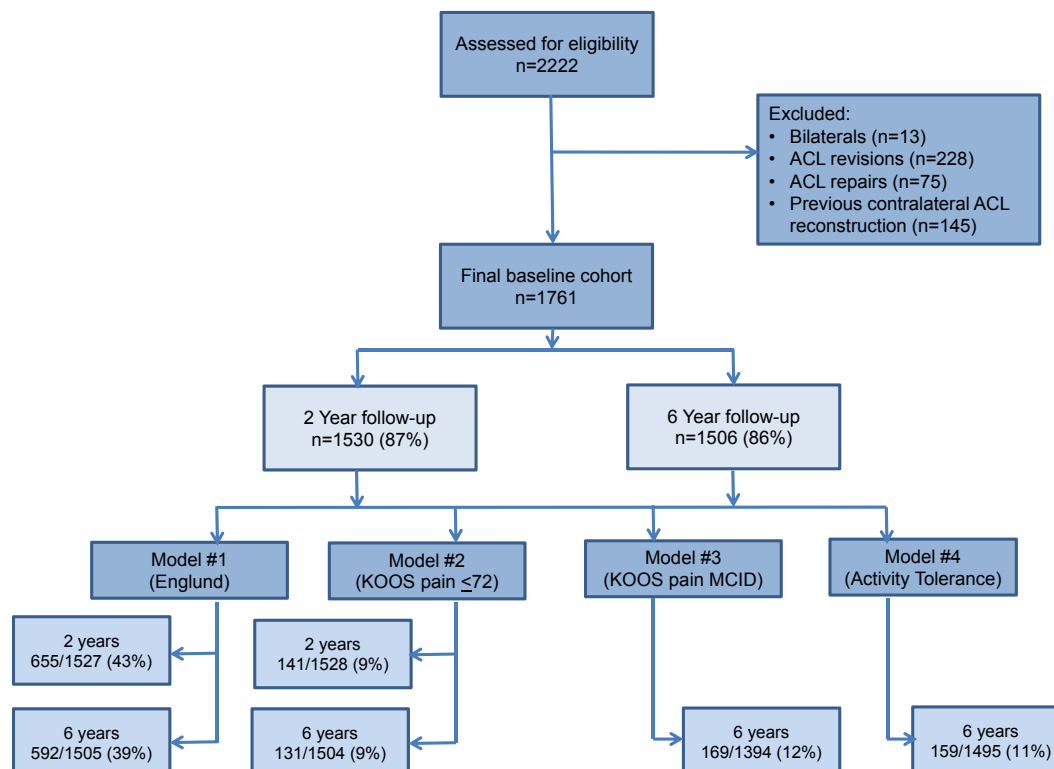 Assessed for eligibility
n=2222
Excluded:
• Bilaterals (n=13)
• ACL revisions (n=228)
• ACL repairs (n=75)
• Previous contralateral ACL
reconstruction (n=145)
Final baseline cohort
n=1761
2 Year follow-up
n=1530 (87%)
6 Year follow-up
n=1506 (86%)
Model #1
(Englund)
Model #2
(KOOS pain ≤72)
Model #3
(KOOS pain MCID)
Model #4
(Activity Tolerance)
2 years
655/1527 (43%)
2 years
141/1528 (9%)
6 years
592/1505 (39%)
6 years
131/1504 (9%)
6 years
169/1394 (12%)
6 years
159/1495 (11%)